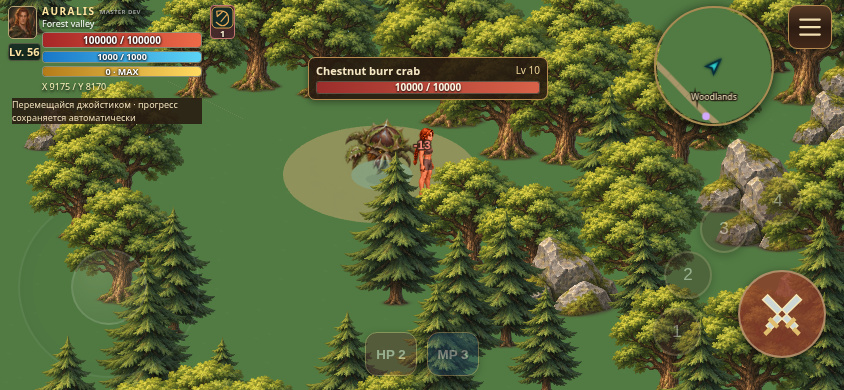 AURALIS MASTER DEV
Forest valley
100000 / 100000
Lv. 56
1000 / 1000
0 · MAX
X 9175 / Y 8170
Перемещайся джойстиком · прогресс
сохраняется автоматически
1
Chestnut burr crab
Lv 10
10000 / 10000
-13
Woodlands
4
3
2
1
HP 2
MP 3